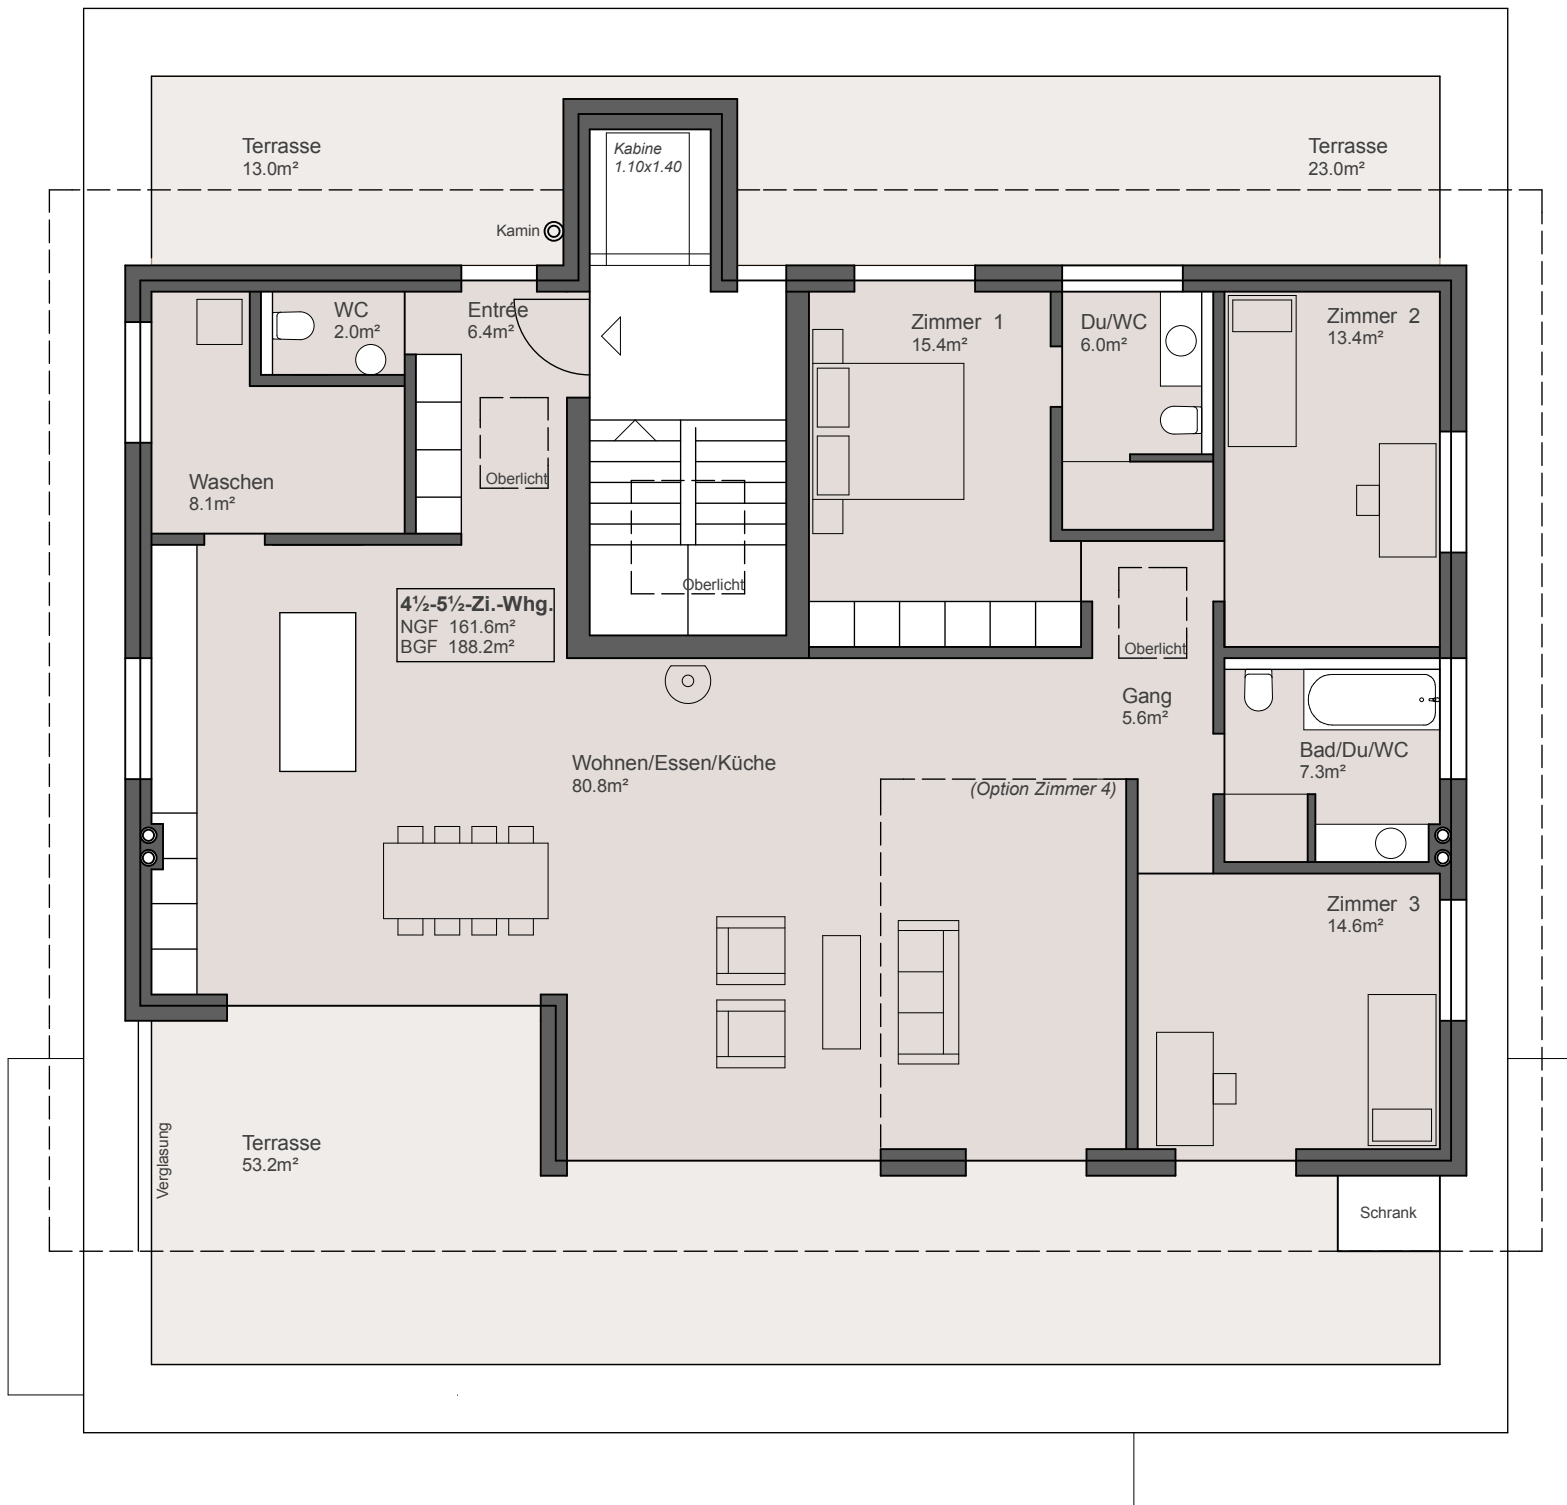 Terrasse
13.0m²
Kabine
1.10x1.40
Terrasse
23.0m²
Kamin
WC
2.0m²
Entrée
6.4m²
Zimmer 1
15.4m²
Du/WC
6.0m²
Zimmer 2
13.4m²
Waschen
8.1m²
Oberlicht
Oberlicht
4½-5½-Zi.-Whg.
NGF 161.6m²
BGF 188.2m²
Oberlicht
Gang
5.6m²
Wohnen/Essen/Küche
80.8m²
(Option Zimmer 4)
Bad/Du/WC
7.3m²
Zimmer 3
14.6m²
Verglasung
Terrasse
53.2m²
Schrank